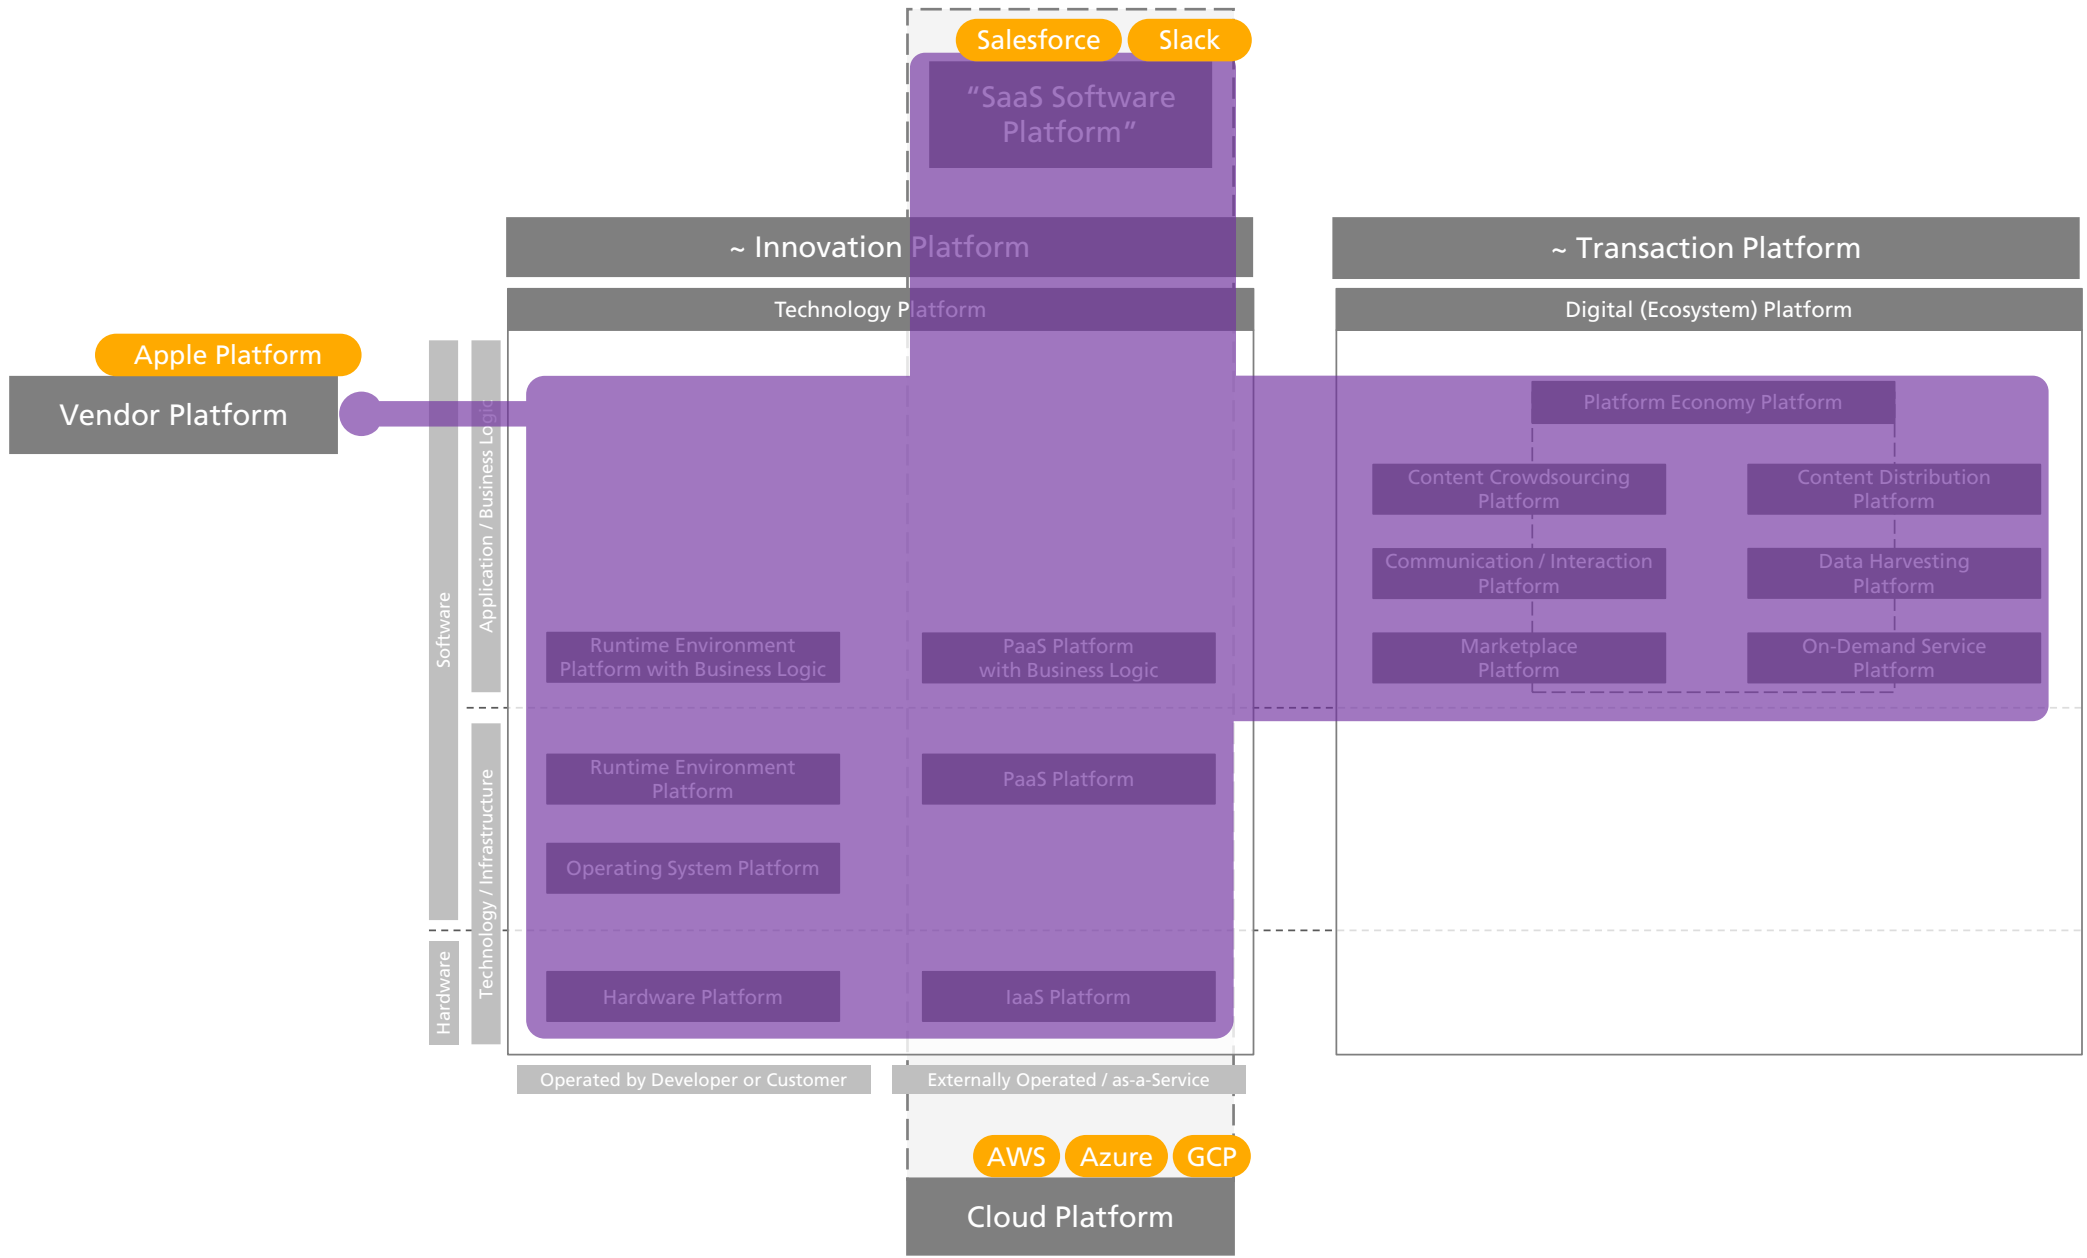 Salesforce
Slack
“SaaS Software
Platform”
~ Innovation Platform
~ Transaction Platform
Technology Platform
Digital (Ecosystem) Platform
Apple Platform
Vendor Platform
Software
Application / Business Logic
Platform Economy Platform
Content Crowdsourcing
Platform
Content Distribution
Platform
Communication / Interaction
Platform
Data Harvesting
Platform
Runtime Environment
Platform with Business Logic
PaaS Platform
with Business Logic
Marketplace
Platform
On-Demand Service
Platform
Technology / Infrastructure
Runtime Environment
Platform
PaaS Platform
Operating System Platform
Hardware
Hardware Platform
IaaS Platform
Operated by Developer or Customer
Externally Operated / as-a-Service
AWS
Azure
GCP
Cloud Platform